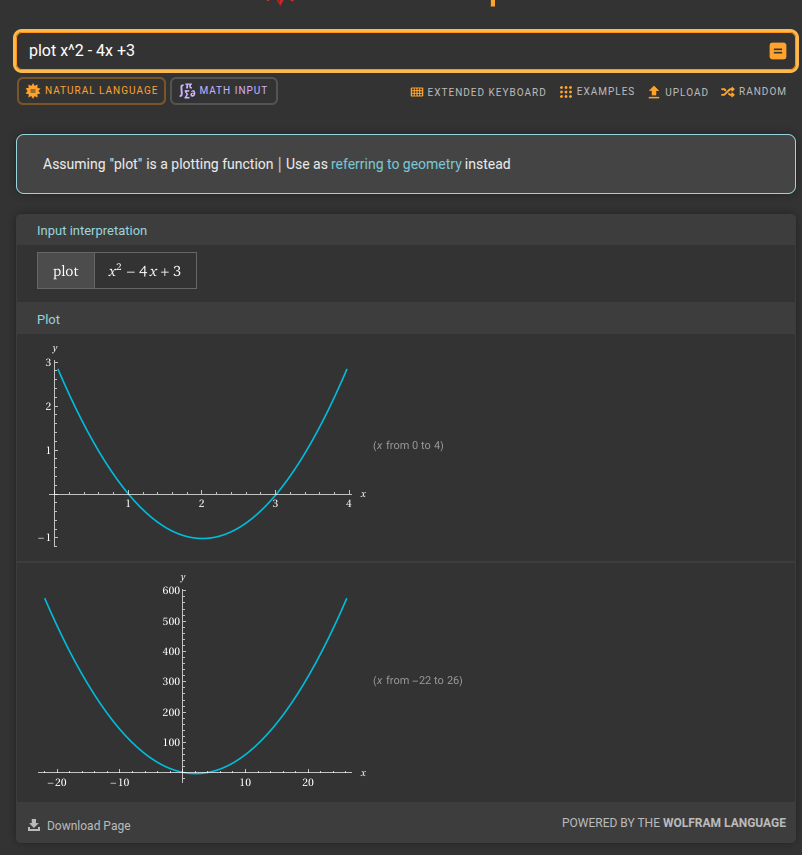 plot x^2 - 4x +3
NATURAL LANGUAGE MATH INPUT EXTENDED KEYBOARD EXAMPLES UPLOAD RANDOM
Assuming "plot" is a plotting function | Use as referring to geometry instead
Input interpretation
plot x² − 4 x + 3
Plot
y
3
2
1
x
1 2 3 4
−1
(x from 0 to 4)
y
600
500
400
300
200
100
x
−20 −10 10 20
(x from −22 to 26)
Download Page POWERED BY THE WOLFRAM LANGUAGE